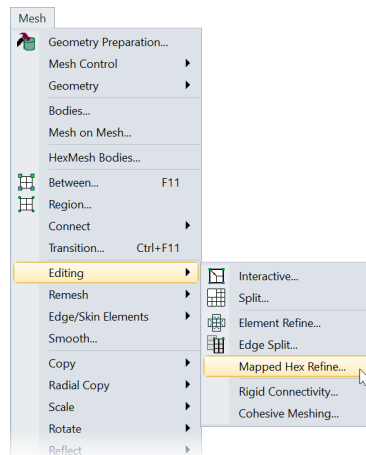 Mesh
Geometry Preparation...
Mesh Control
Geometry
Bodies...
Mesh on Mesh...
HexMesh Bodies...
Between... F11
Region...
Connect
Transition... Ctrl+F11
Editing
Remesh
Edge/Skin Elements
Smooth...
Copy
Radial Copy
Scale
Rotate
Reflect
Interactive...
Split...
Element Refine...
Edge Split...
Mapped Hex Refine...
Rigid Connectivity...
Cohesive Meshing...